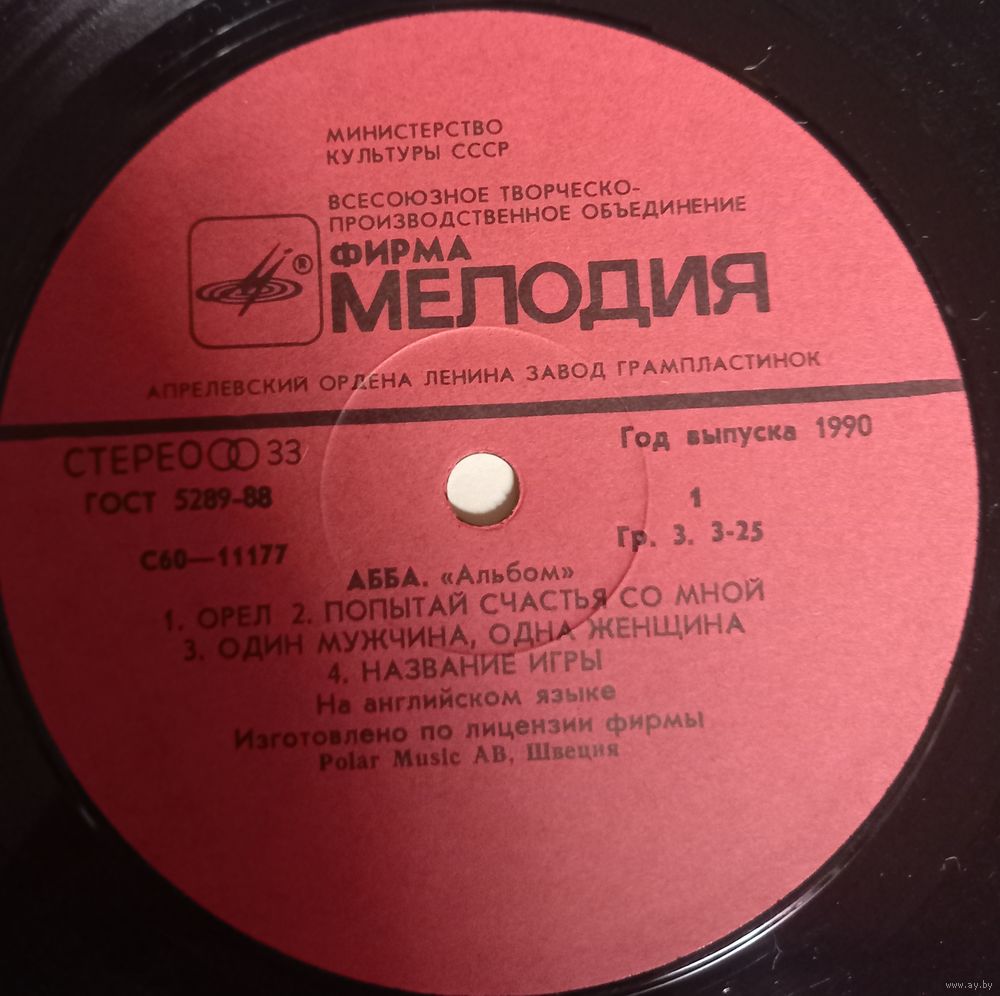 МИНИСТЕРСТВО
КУЛЬТУРЫ СССР
ВСЕСОЮЗНОЕ ТВОРЧЕСКО-
ПРОИЗВОДСТВЕННОЕ ОБЪЕДИНЕНИЕ
ФИРМА
®
МЕЛОДИЯ
АПРЕЛЕВСКИЙ ОРДЕНА ЛЕНИНА ЗАВОД ГРАМПЛАСТИНОК
СТЕРЕО 33
Год выпуска 1990
ГОСТ 5289-88
1
С60—11177
Гр. 3. 3-25
АББА. «Альбом»
1. ОРЕЛ 2. ПОПЫТАЙ СЧАСТЬЯ СО МНОЙ
3. ОДИН МУЖЧИНА, ОДНА ЖЕНЩИНА
4. НАЗВАНИЕ ИГРЫ
На английском языке
Изготовлено по лицензии фирмы
Polar Music AB, Швеция
www.ay.by